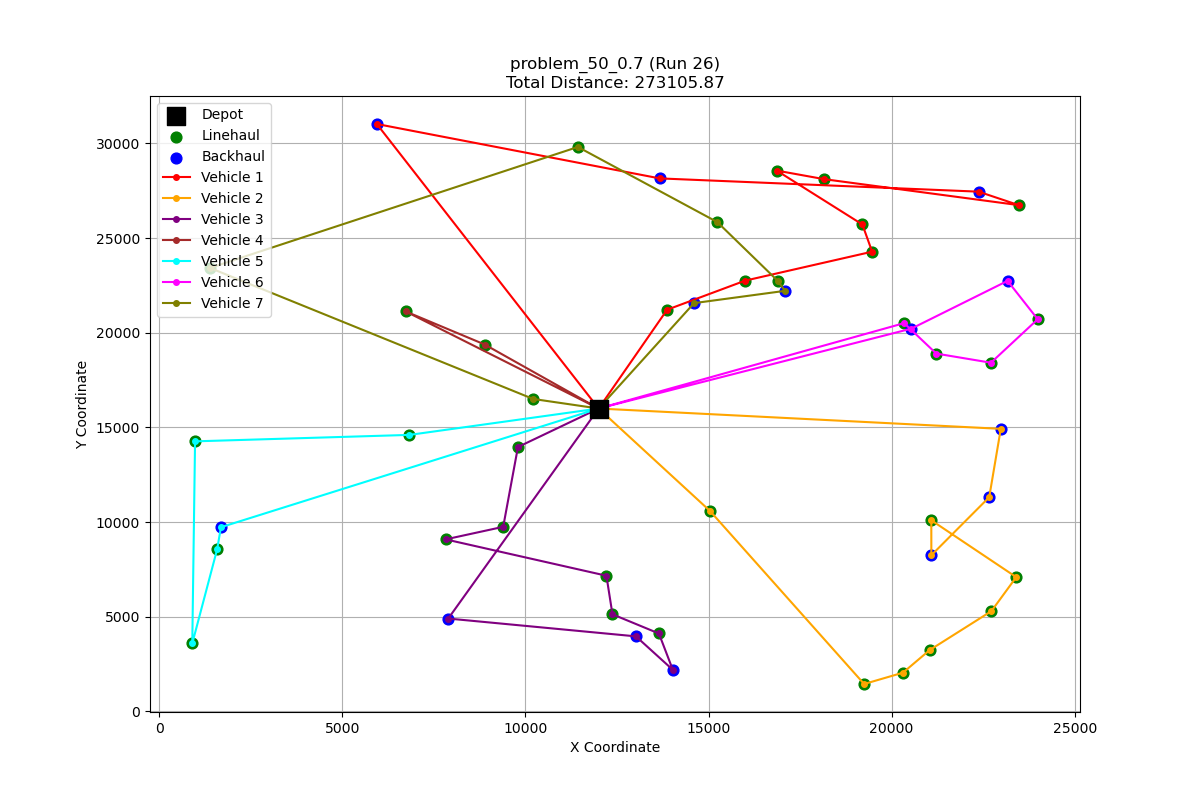 problem_50_0.7 (Run 26)
Total Distance: 273105.87
Depot
Linehaul
Backhaul
Vehicle 1
Vehicle 2
Vehicle 3
Vehicle 4
Vehicle 5
Vehicle 6
Vehicle 7
30000
25000
20000
15000
10000
5000
0
Y Coordinate
0 5000 10000 15000 20000 25000
X Coordinate